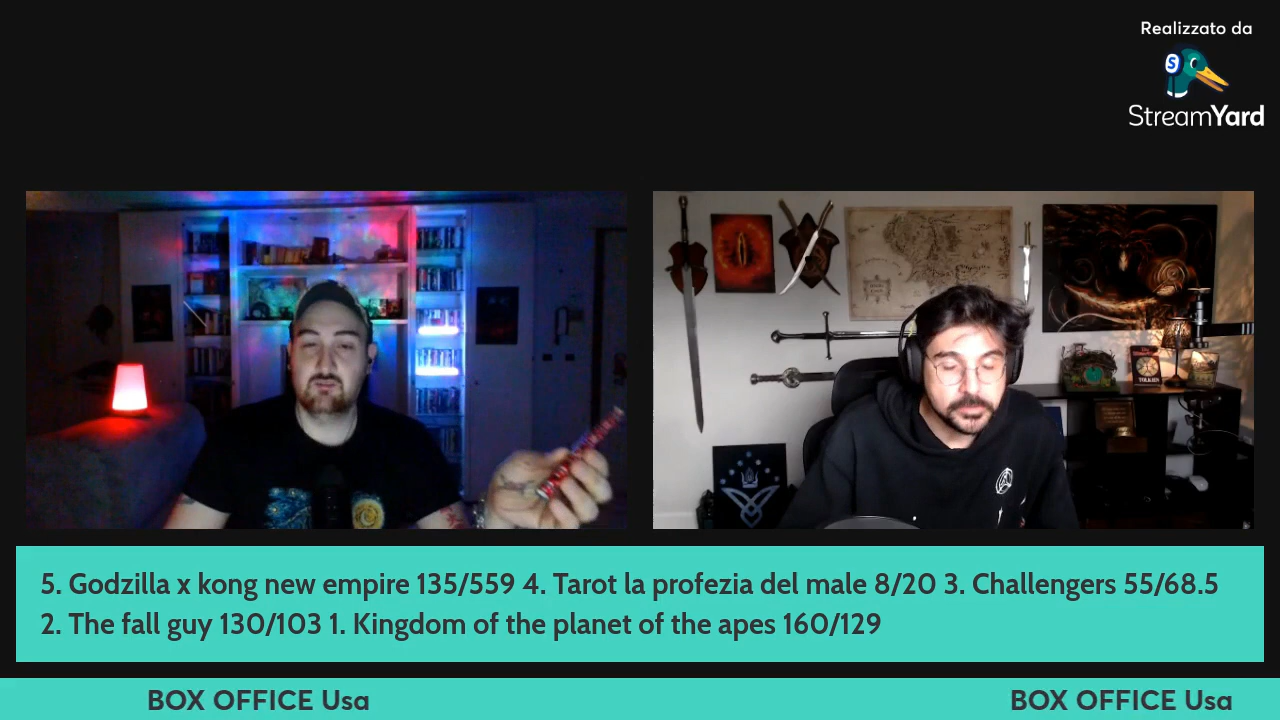 Realizzato da
S
StreamYard
TOLKIEN
5. Godzilla x kong new empire 135/559 4. Tarot la profezia del male 8/20 3. Challengers 55/68.5
2. The fall guy 130/103 1. Kingdom of the planet of the apes 160/129
BOX OFFICE Usa BOX OFFICE Usa